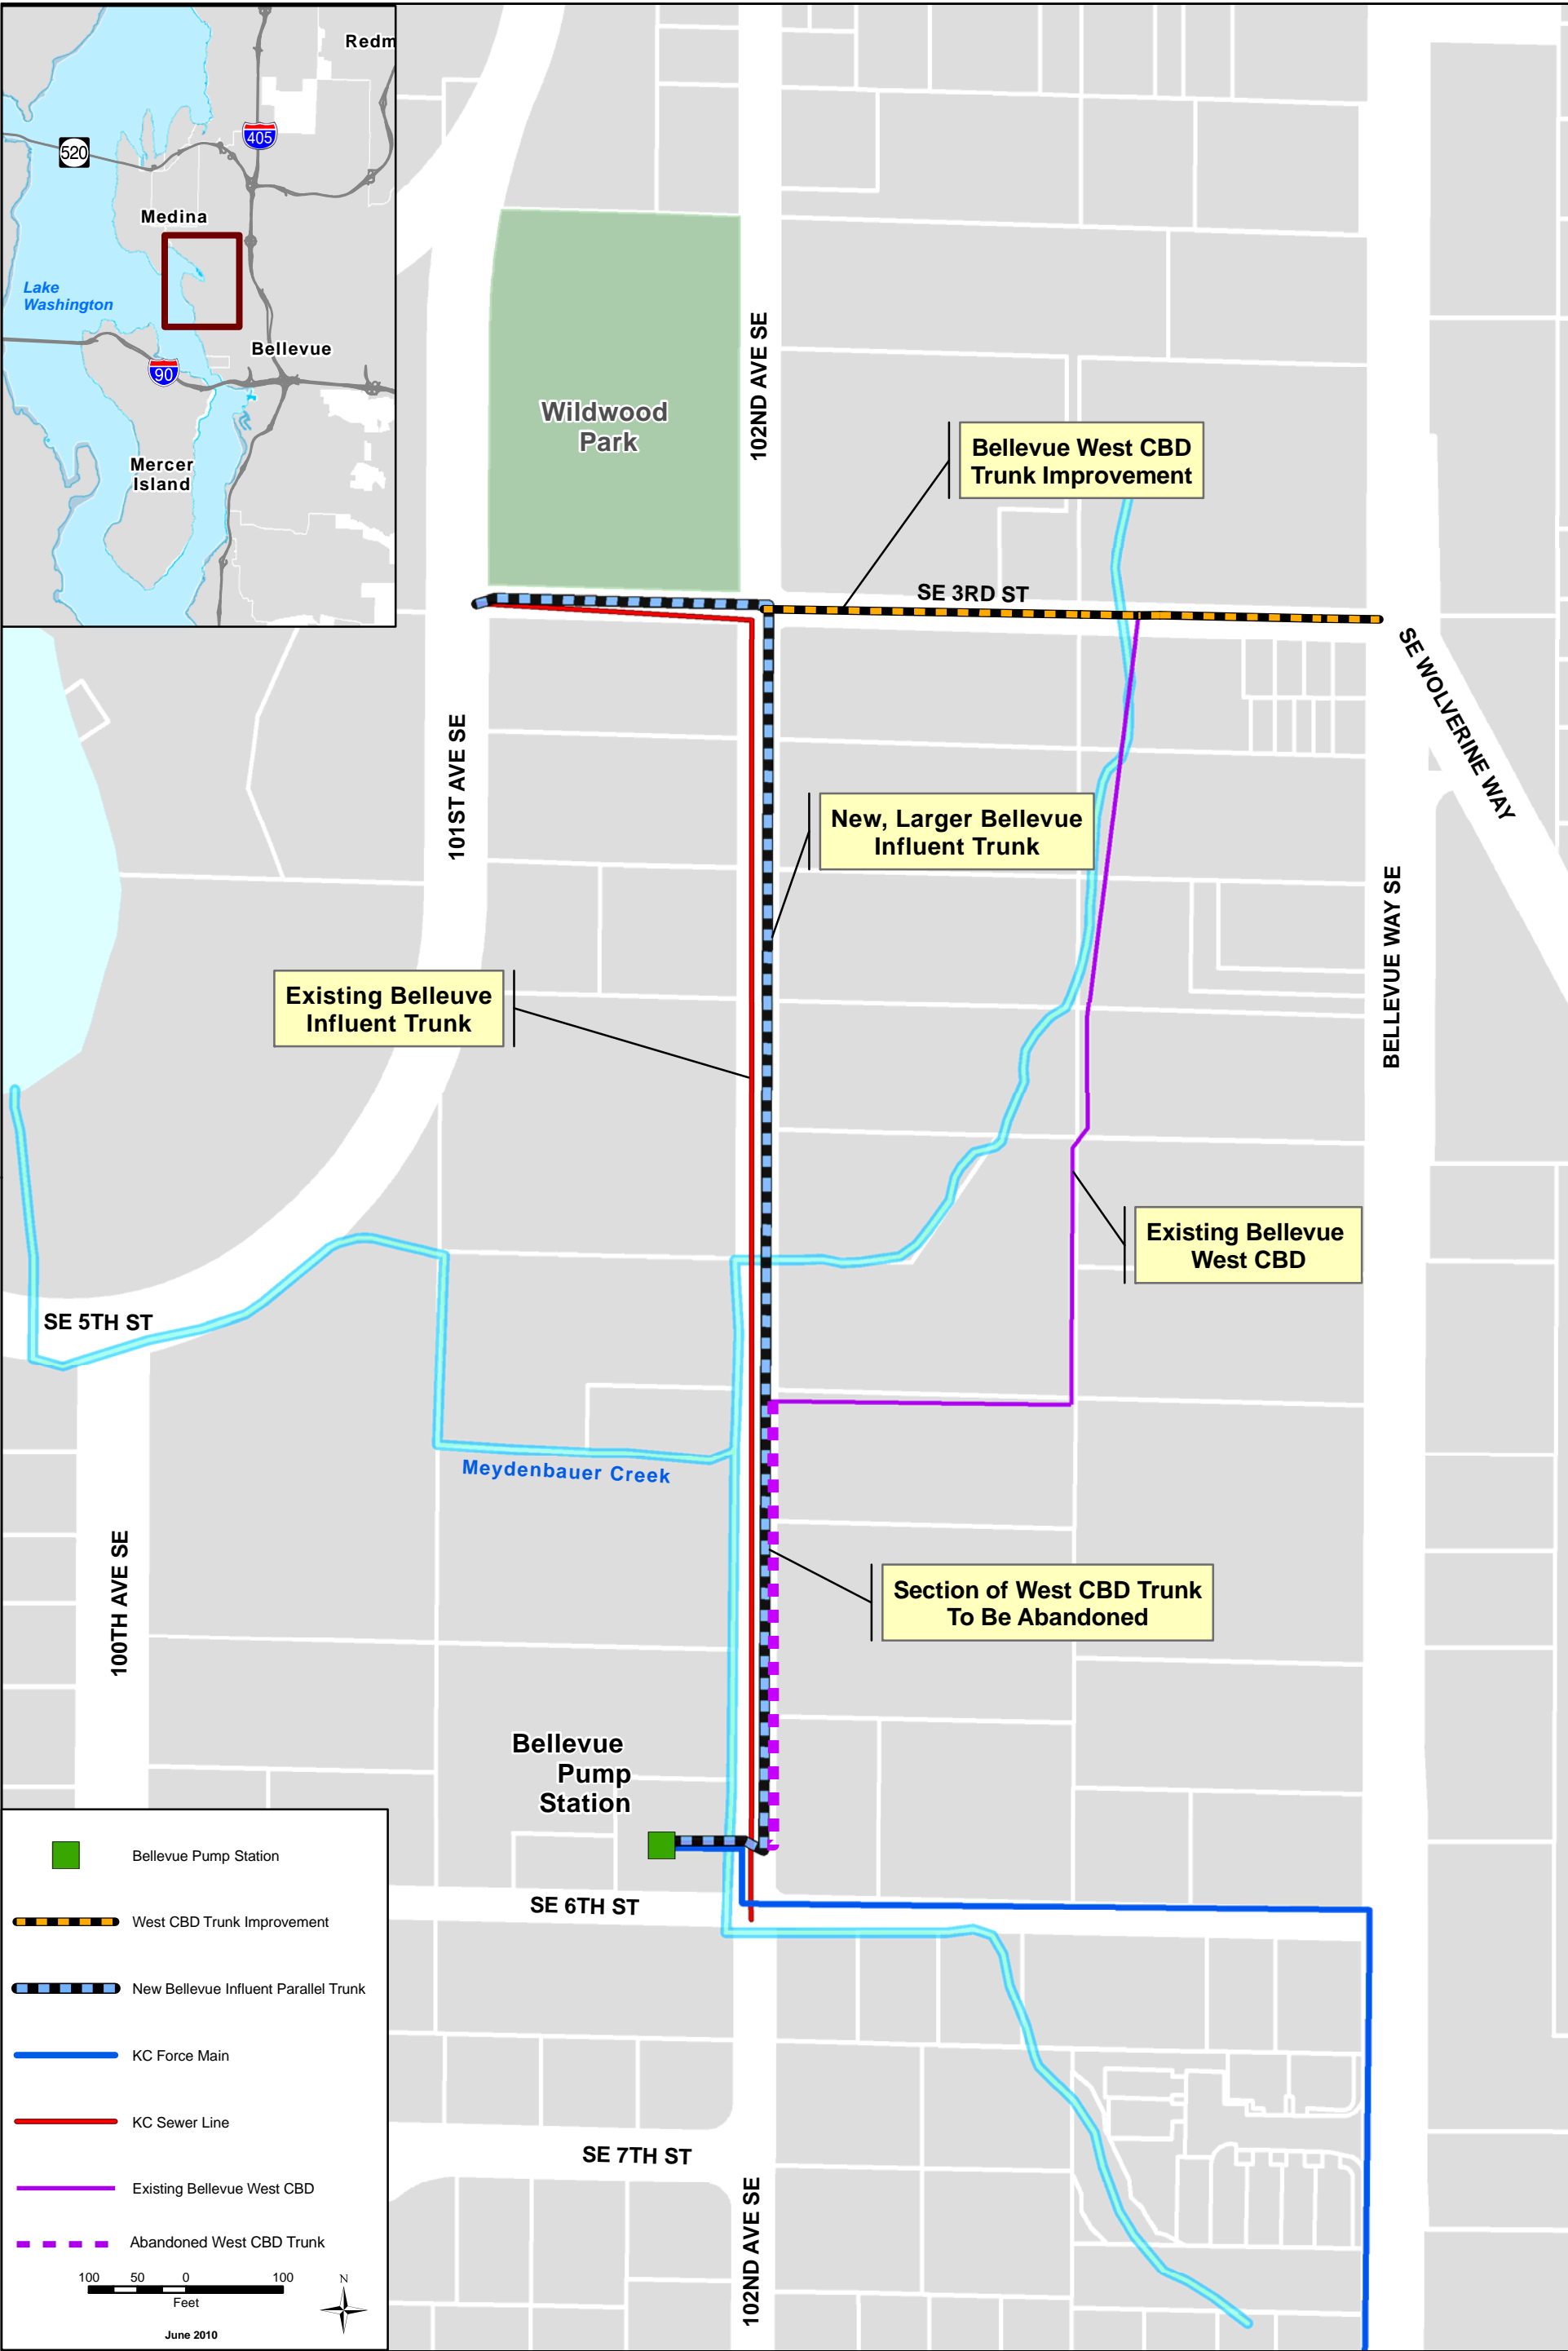 Redm
405
520
Medina
Lake
Washington
Bellevue
90
Mercer
Island
Wildwood
Park
102ND AVE SE
Bellevue West CBD
Trunk Improvement
SE 3RD ST
SE WOLVERINE WAY
101ST AVE SE
New, Larger Bellevue
Influent Trunk
BELLEVUE WAY SE
Existing Belleuve
Influent Trunk
Existing Bellevue
West CBD
SE 5TH ST
Meydenbauer Creek
100TH AVE SE
Section of West CBD Trunk
To Be Abandoned
Bellevue
Pump
Station
SE 6TH ST
SE 7TH ST
102ND AVE SE
Bellevue Pump Station
West CBD Trunk Improvement
New Bellevue Influent Parallel Trunk
KC Force Main
KC Sewer Line
Existing Bellevue West CBD
Abandoned West CBD Trunk
100 50 0 100
Feet
N
June 2010